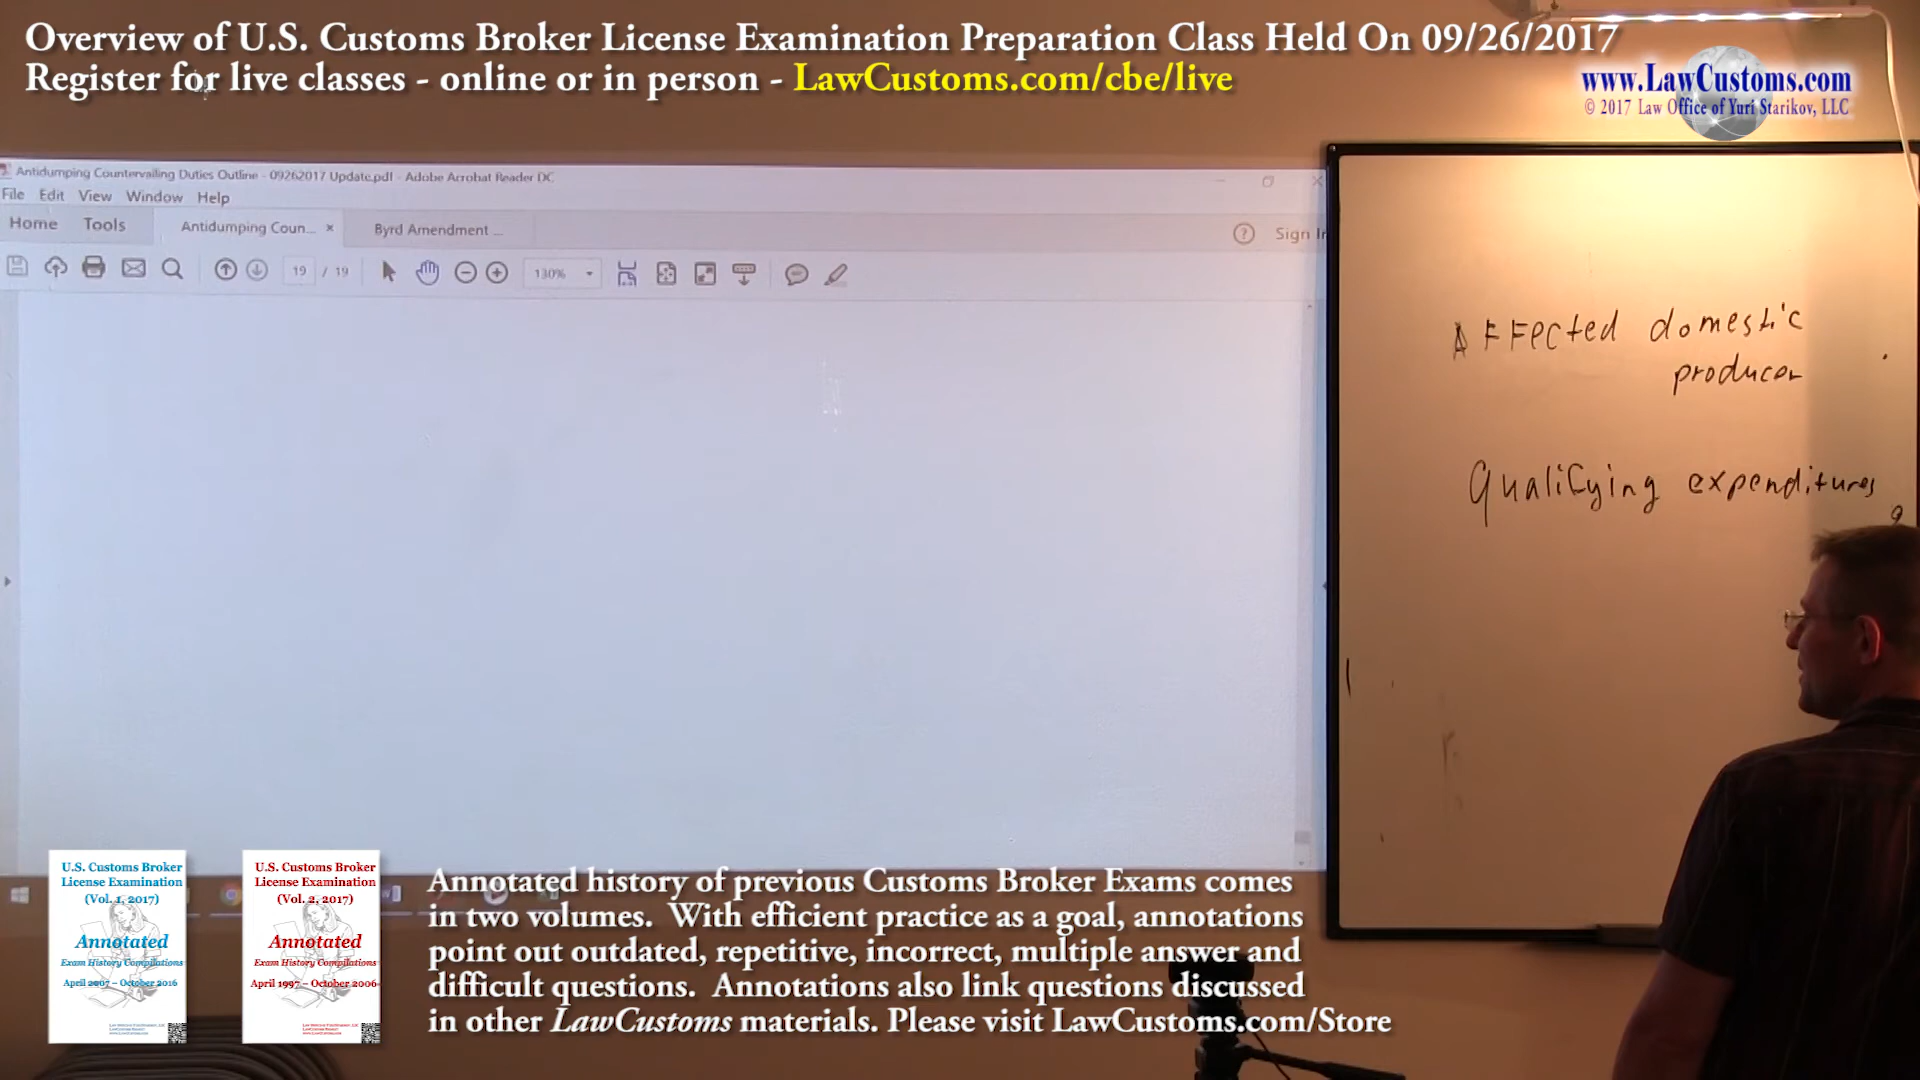 Overview of U.S. Customs Broker License Examination Preparation Class Held On 09/26/2017
Register for live classes - online or in person - LawCustoms.com/cbe/live
www.LawCustoms.com
© 2017 Law Office of Yuri Starikov, LLC
Antidumping Countervailing Duties Outline - 09262017 Update.pdf - Adobe Acrobat Reader DC
File Edit View Window Help
Home Tools Antidumping Coun... × Byrd Amendment ...
Sign In
19 / 19
130%
Affected domestic
producer
Qualifying expenditures
U.S. Customs Broker
License Examination
(Vol. 1, 2017)
Annotated
Exam History Compilations
April 2007 – October 2016
U.S. Customs Broker
License Examination
(Vol. 2, 2017)
Annotated
Exam History Compilations
April 1997 – October 2006
Annotated history of previous Customs Broker Exams comes
in two volumes. With efficient practice as a goal, annotations
point out outdated, repetitive, incorrect, multiple answer and
difficult questions. Annotations also link questions discussed
in other LawCustoms materials. Please visit LawCustoms.com/Store